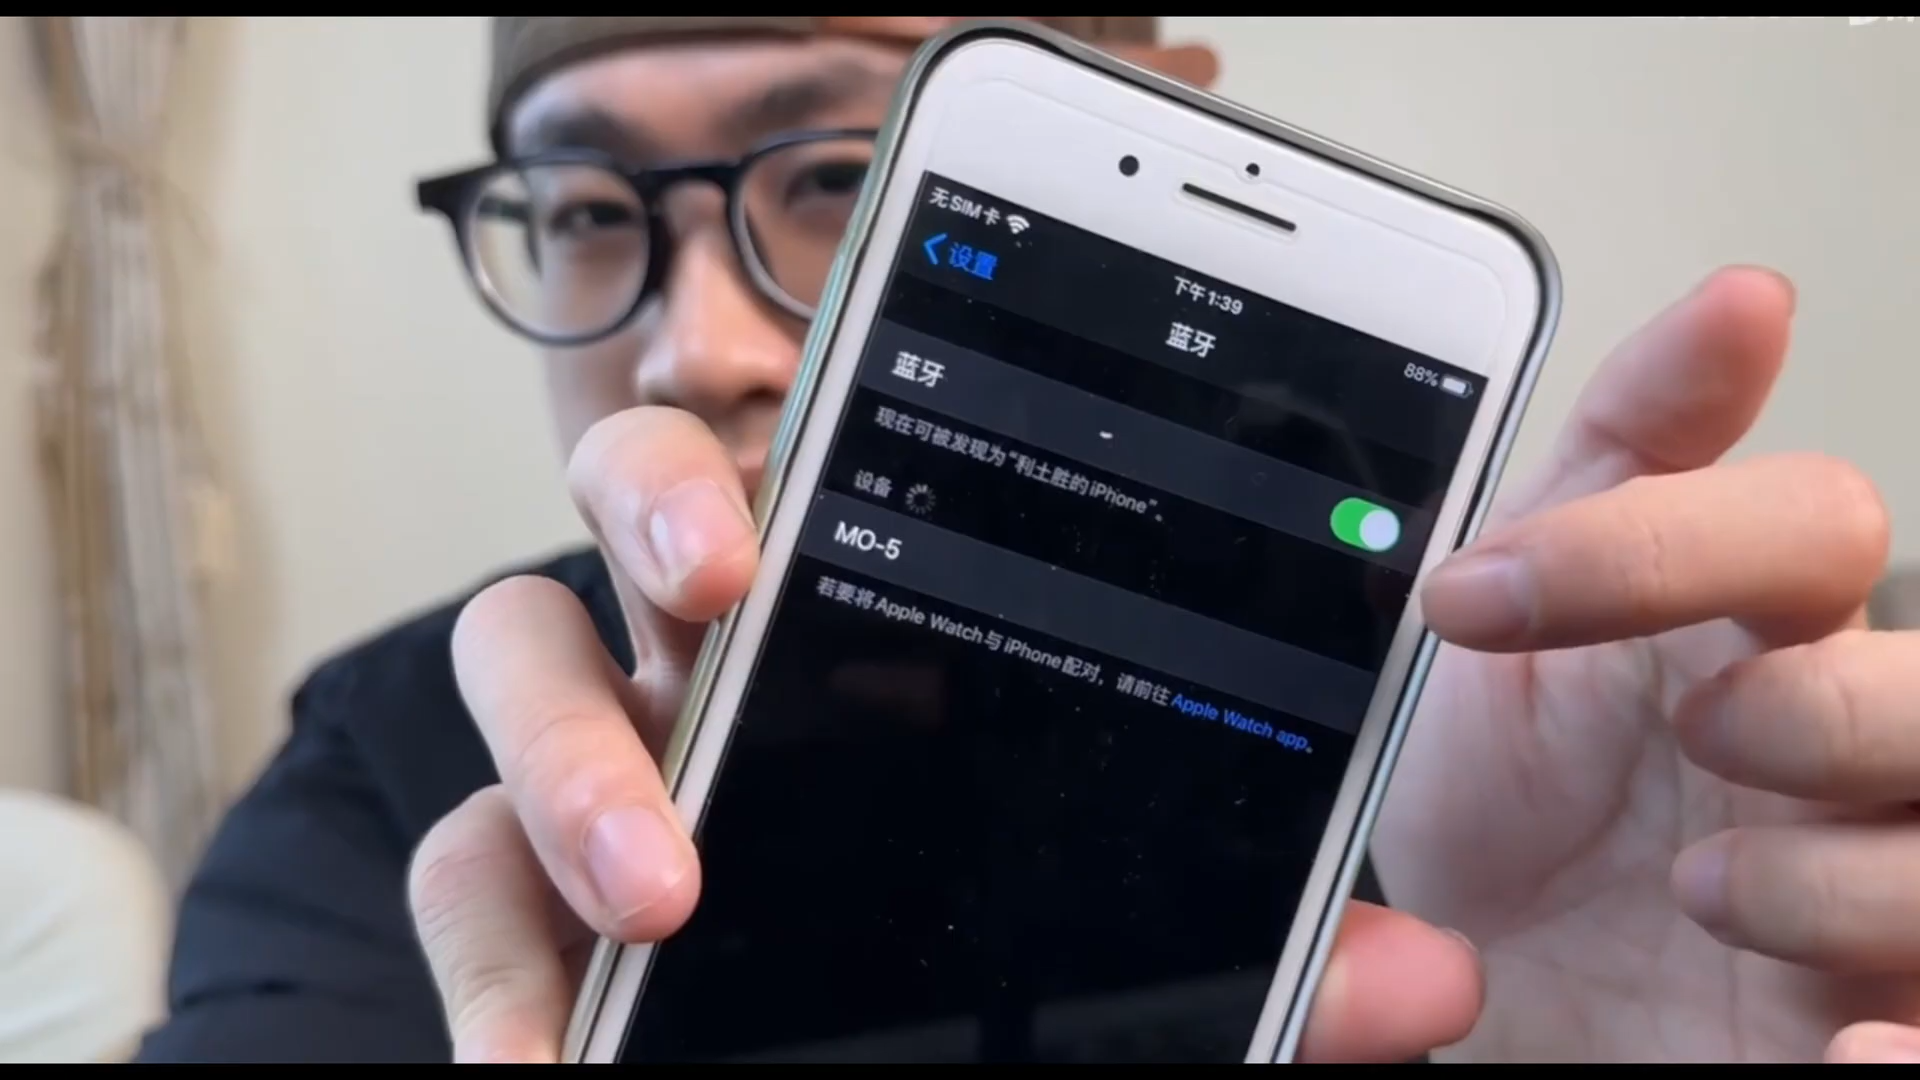 无SIM卡
下午1:39
88%
设置
蓝牙
蓝牙
现在可被发现为“利土胜的iPhone”。
设备
MO-5
若要将Apple Watch与iPhone配对，请前往Apple Watch app。